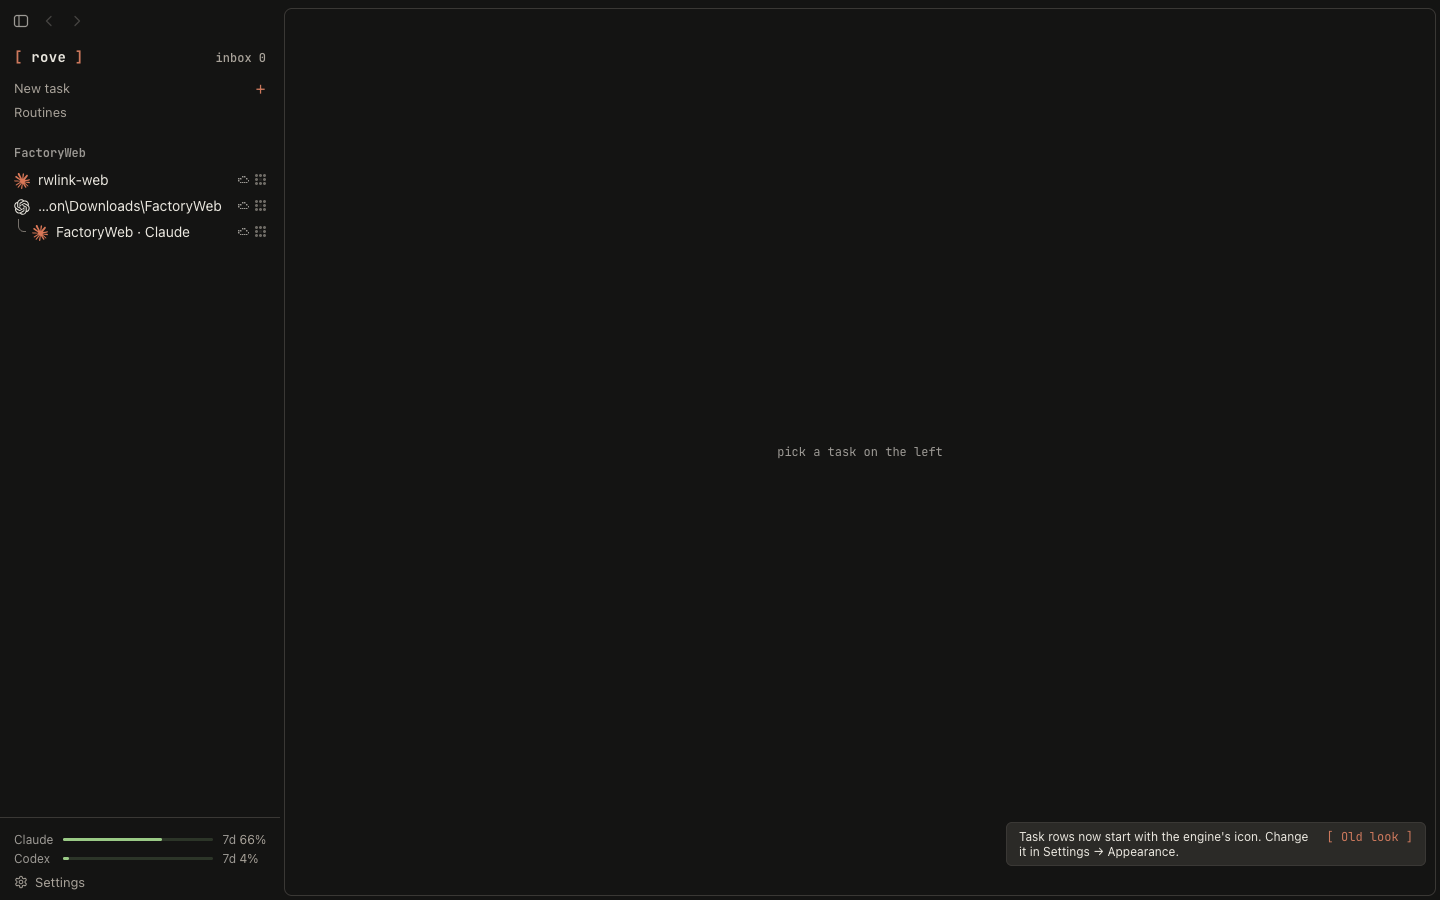 [ rove ]
inbox 0
New task +
Routines
FactoryWeb
rwlink-web
...on\Downloads\FactoryWeb
FactoryWeb · Claude
pick a task on the left
Task rows now start with the engine's icon. Change
it in Settings → Appearance.
[ Old look ]
Claude 7d 66%
Codex 7d 4%
Settings